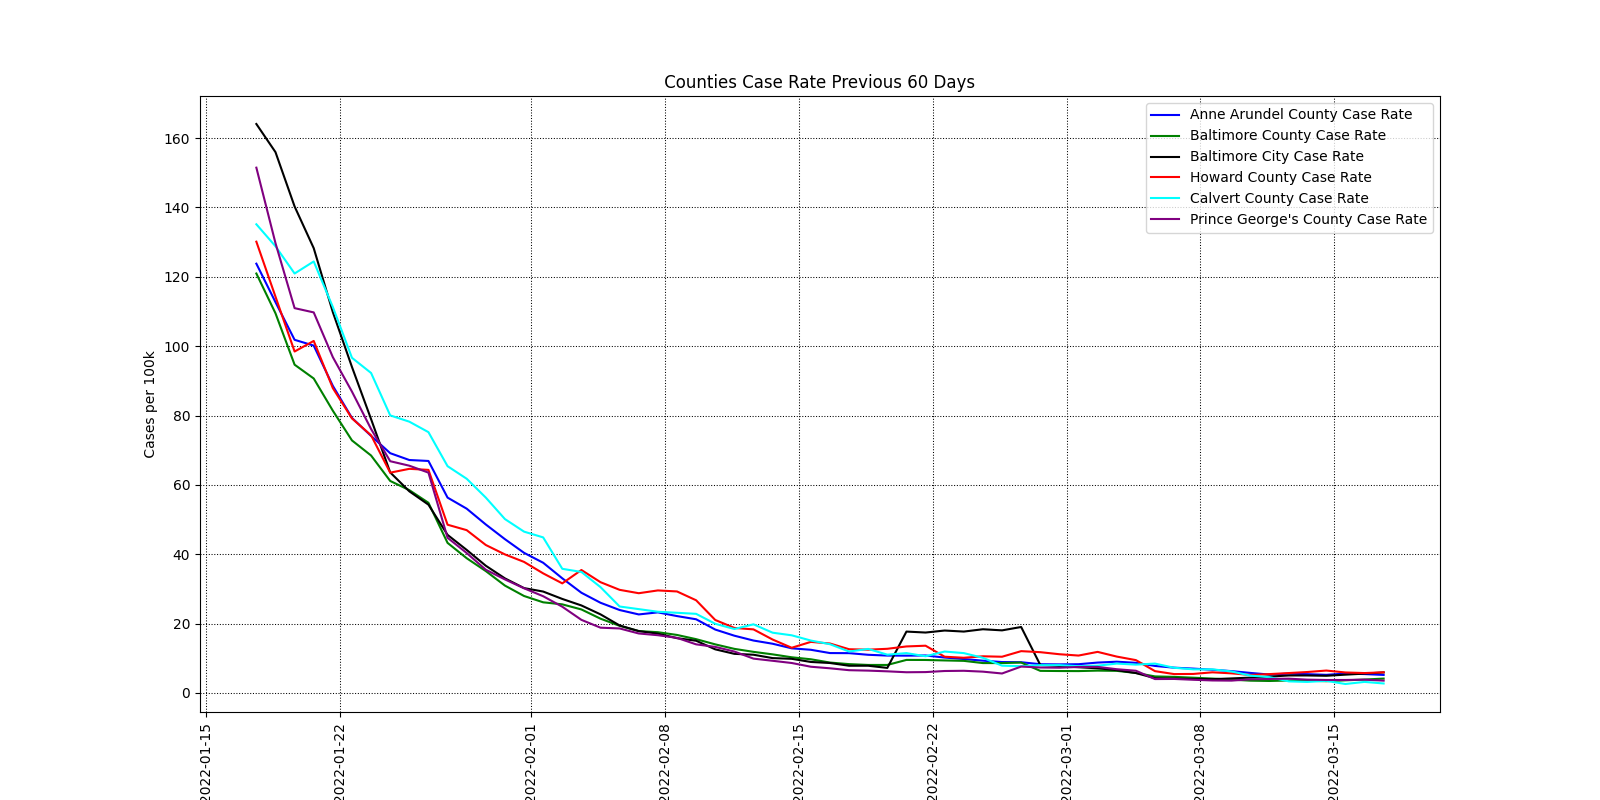 Counties Case Rate Previous 60 Days
Anne Arundel County Case Rate
Baltimore County Case Rate
Baltimore City Case Rate
Howard County Case Rate
Calvert County Case Rate
Prince George's County Case Rate
Cases per 100k
160
140
120
100
80
60
40
20
0
2022-01-15
2022-01-22
2022-02-01
2022-02-08
2022-02-15
2022-02-22
2022-03-01
2022-03-08
2022-03-15